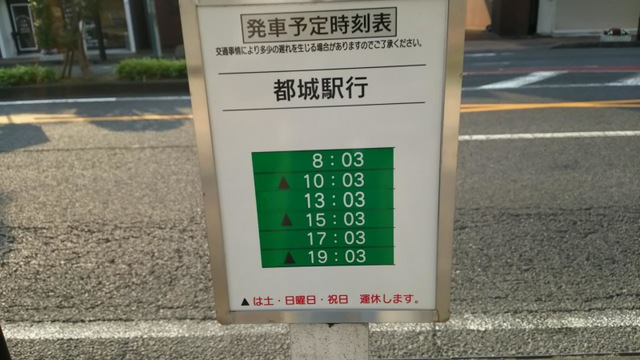 発車予定時刻表
交通事情により多少の遅れを生じる場合がありますのでご了承ください。
都城駅行
8:03
▲ 10:03
13:03
▲ 15:03
17:03
▲ 19:03
▲は土・日曜日・祝日 運休します。